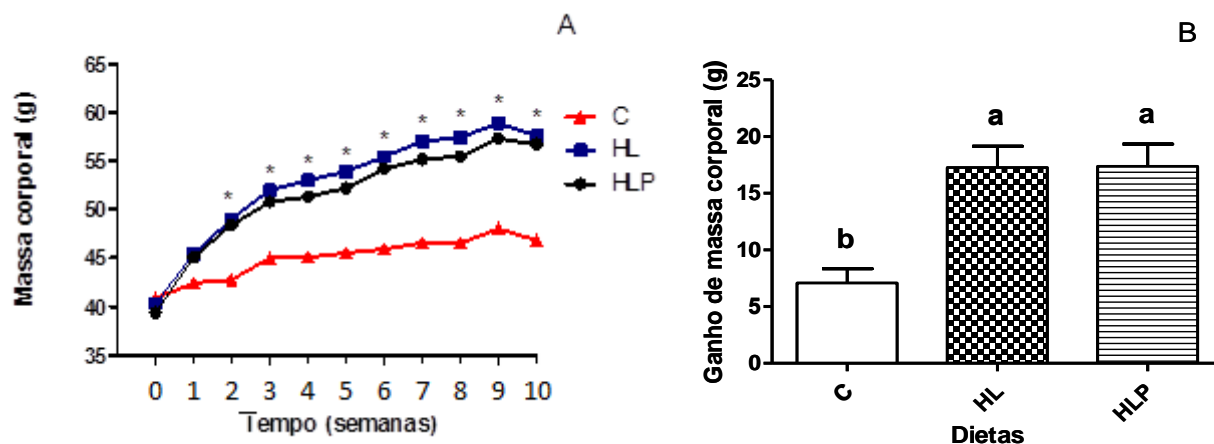 A
Massa corporal (g)
65
60
55
50
45
40
35
* * * * * * * * *
C
HL
HLP
0 1 2 3 4 5 6 7 8 9 10
Tempo (semanas)
B
Ganho de massa corporal (g)
25
20
15
10
5
0
b
a
a
C
HL
HLP
Dietas